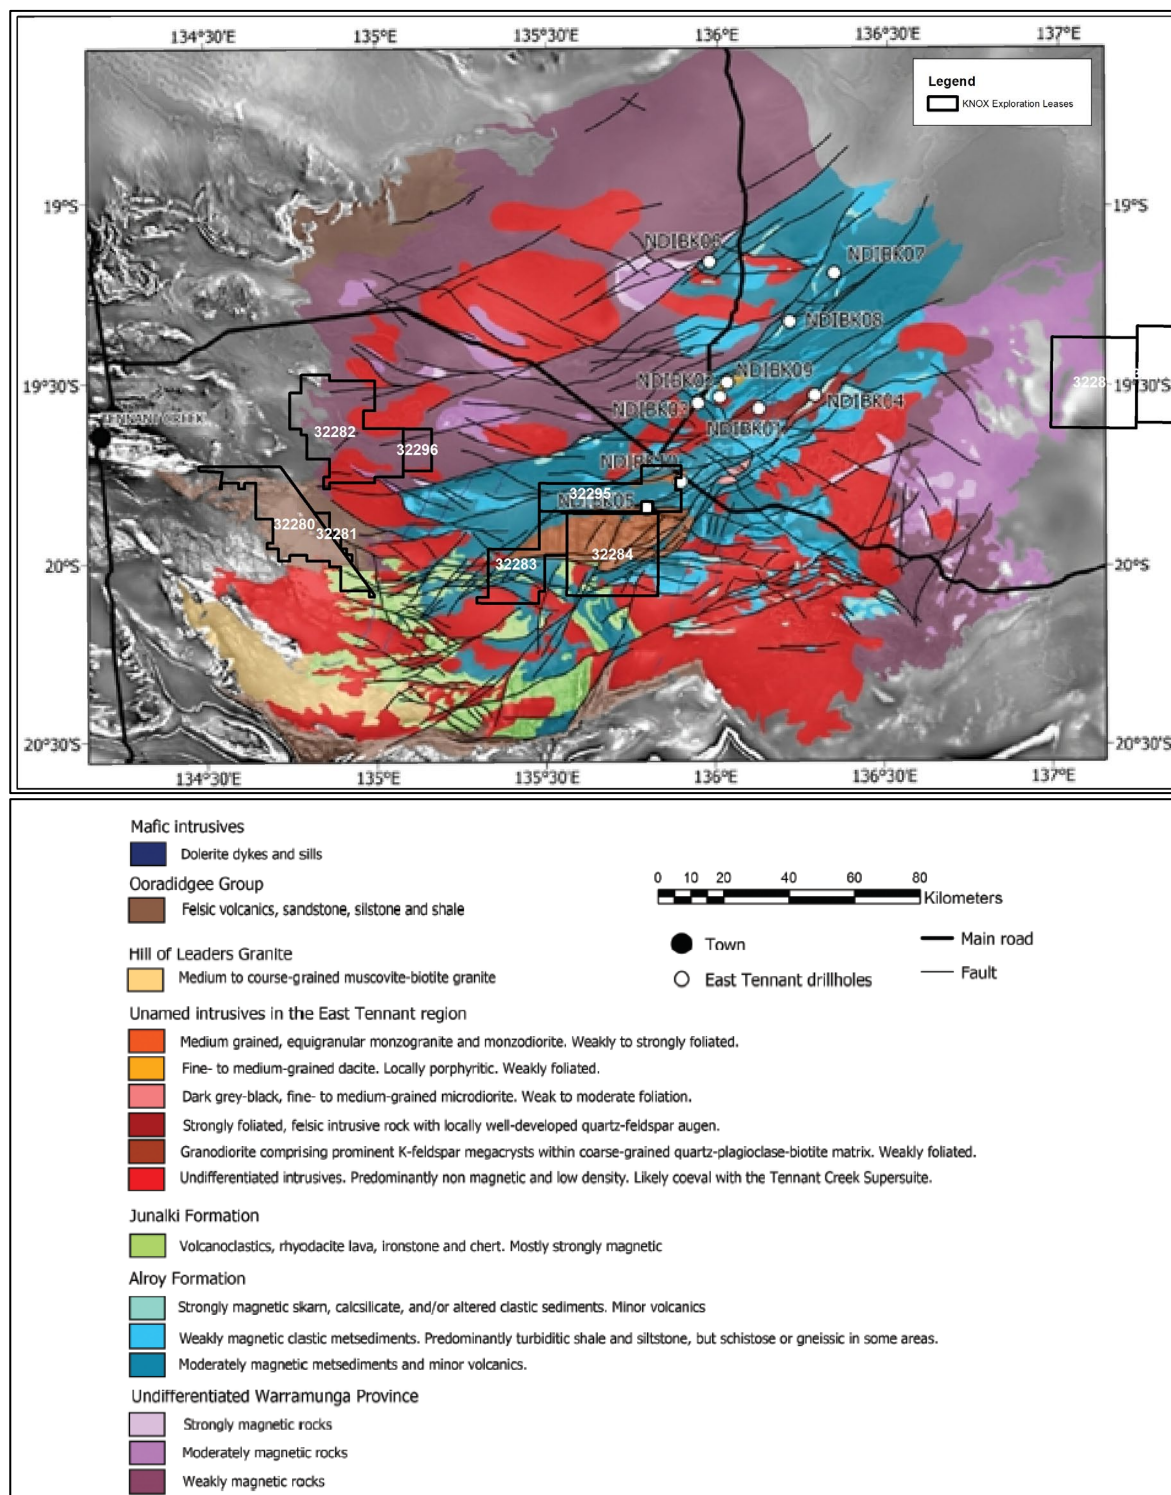 134°30'E 135°E 135°30'E 136°E 136°30'E 137°E
Legend
KNOX Exploration Leases
19°S 19°S
NDIBK06
NDIBK07
NDIBK08
19°30'S 19°30'S
3228
NDIBK02 NDIBK09
NDIBK03 NDIBK04
NDIBK01
TENNANT CREEK
32282
32296
32295
NDIBK05
32280
32281
32284
32283
20°S 20°S
20°30'S 20°30'S
134°30'E 135°E 135°30'E 136°E 136°30'E 137°E
Mafic intrusives
Dolerite dykes and sills
Ooradidgee Group
Felsic volcanics, sandstone, silstone and shale
Hill of Leaders Granite
Medium to course-grained muscovite-biotite granite
Unamed intrusives in the East Tennant region
Medium grained, equigranular monzogranite and monzodiorite. Weakly to strongly foliated.
Fine- to medium-grained dacite. Locally porphyritic. Weakly foliated.
Dark grey-black, fine- to medium-grained microdiorite. Weak to moderate foliation.
Strongly foliated, felsic intrusive rock with locally well-developed quartz-feldspar augen.
Granodiorite comprising prominent K-feldspar megacrysts within coarse-grained quartz-plagioclase-biotite matrix. Weakly foliated.
Undifferentiated intrusives. Predominantly non magnetic and low density. Likely coeval with the Tennant Creek Supersuite.
Junalki Formation
Volcanoclastics, rhyodacite lava, ironstone and chert. Mostly strongly magnetic
Alroy Formation
Strongly magnetic skarn, calcsilicate, and/or altered clastic sediments. Minor volcanics
Weakly magnetic clastic metsediments. Predominantly turbiditic shale and siltstone, but schistose or gneissic in some areas.
Moderately magnetic metsediments and minor volcanics.
Undifferentiated Warramunga Province
Strongly magnetic rocks
Moderately magnetic rocks
Weakly magnetic rocks
0 10 20 40 60 80
Kilometers
Town
Main road
East Tennant drillholes
Fault